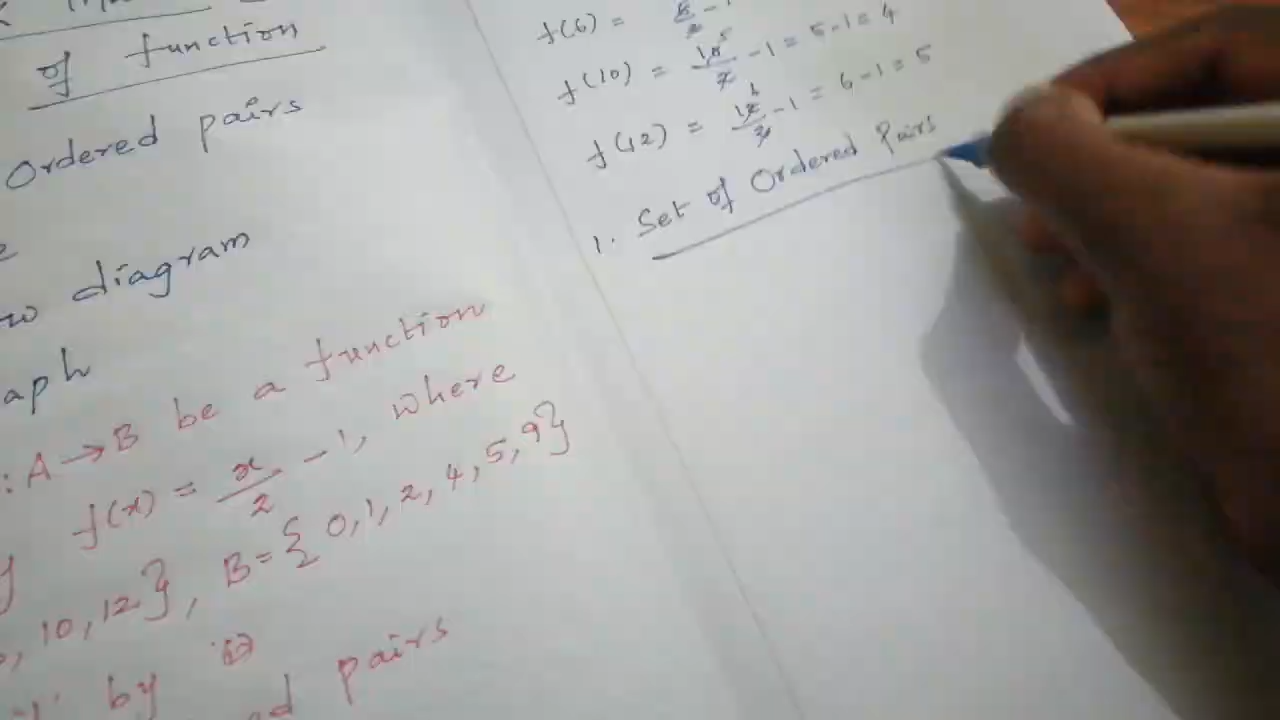 of function
Ordered pairs
diagram
: A → B be a function
f(x) = x/2 - 1, where
10, 12}, B = {0, 1, 2, 4, 5, 9}
by
pairs
f(6) =
f(10) = 10/2 - 1 = 5 - 1 = 4
f(12) = 12/2 - 1 = 6 - 1 = 5
1. Set of Ordered Pairs